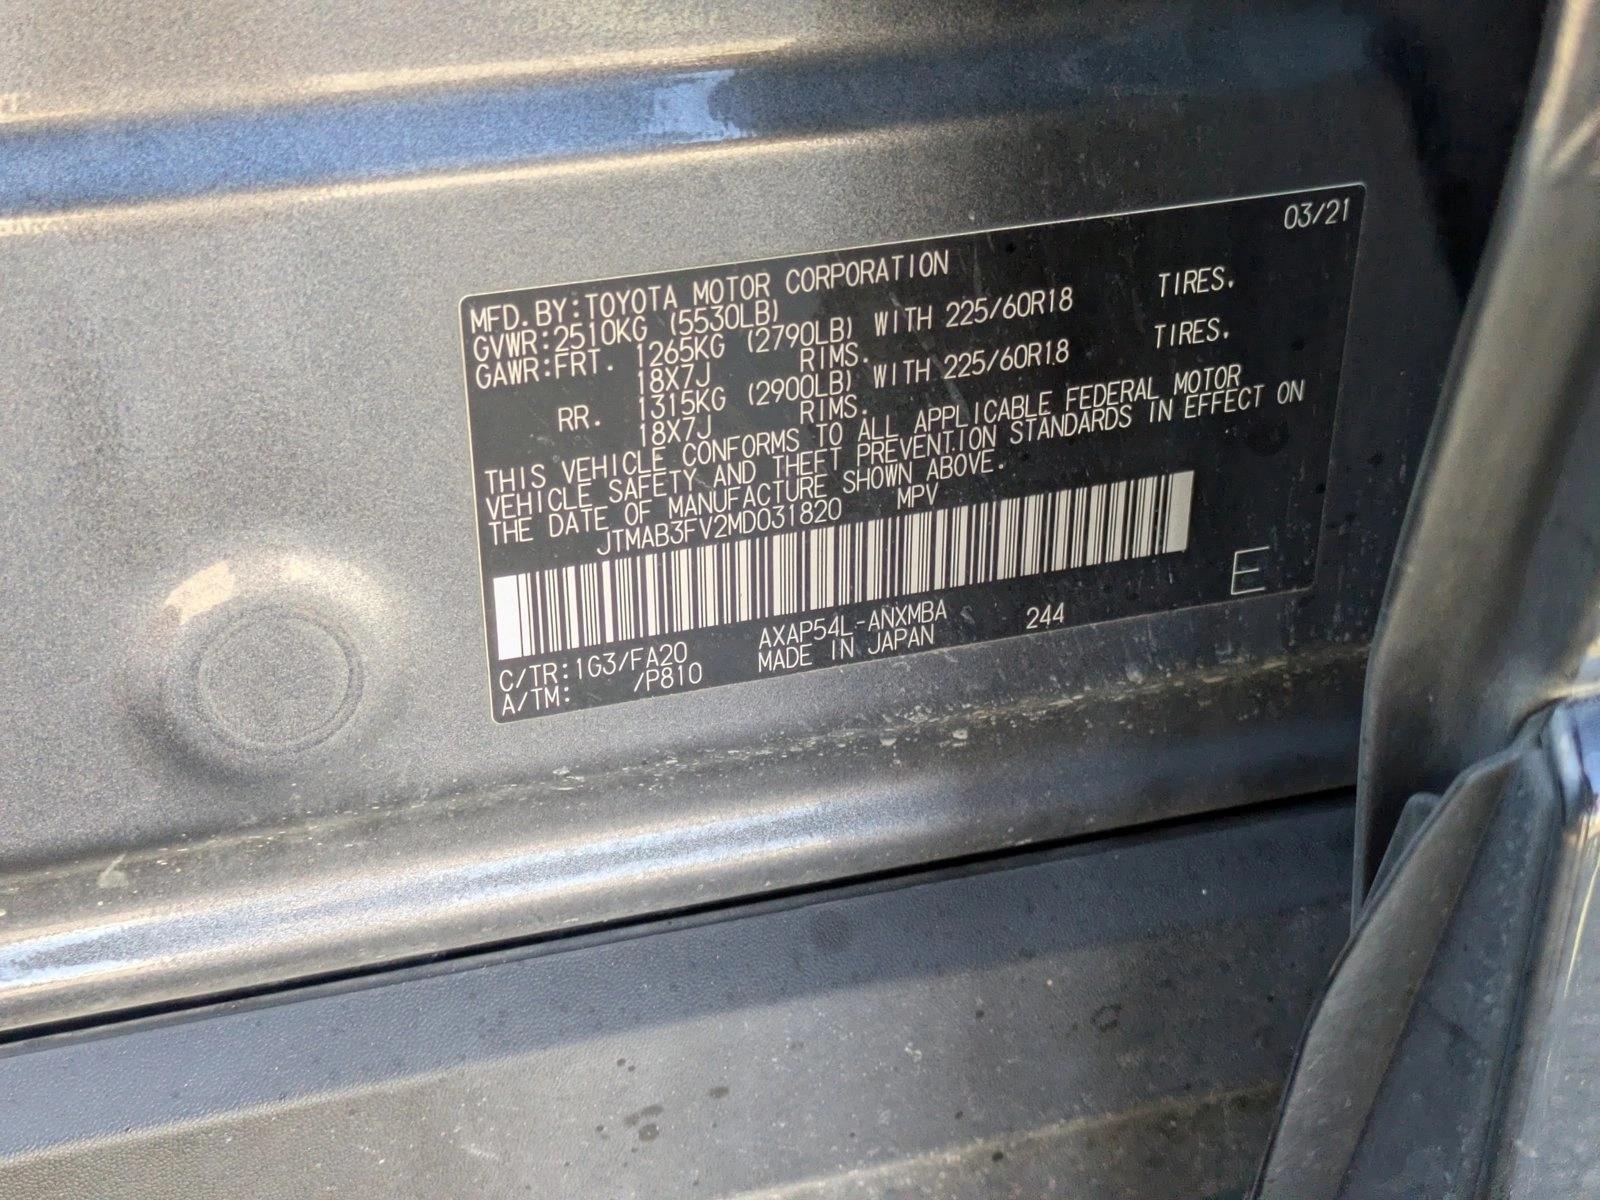 03/21
MFD. BY:TOYOTA MOTOR CORPORATION
GVWR:2510KG (5530LB)
GAWR:FRT. 1265KG (2790LB) WITH 225/60R18 TIRES.
18X7J RIMS.
RR. 1315KG (2900LB) WITH 225/60R18 TIRES.
18X7J RIMS.
THIS VEHICLE CONFORMS TO ALL APPLICABLE FEDERAL MOTOR
VEHICLE SAFETY AND THEFT PREVENTION STANDARDS IN EFFECT ON
THE DATE OF MANUFACTURE SHOWN ABOVE.
JTMAB3FV2MD031820 MPV
E
C/TR:1G3/FA20 AXAP54L-ANXMBA 244
A/TM: /P810 MADE IN JAPAN